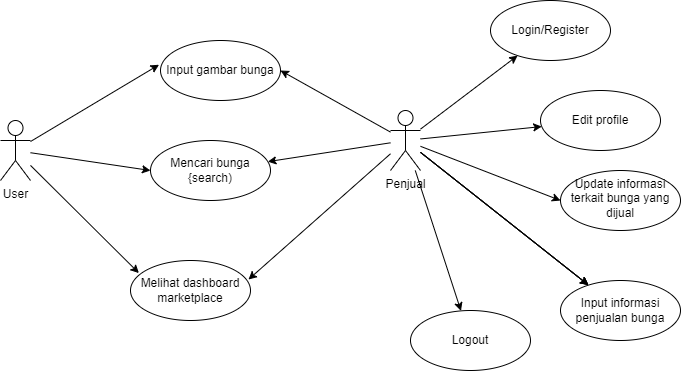 Login/Register
Input gambar bunga
Edit profile
Mencari bunga
{search)
User
Penjual
Update informasi
terkait bunga yang
dijual
Melihat dashboard
marketplace
Input informasi
penjualan bunga
Logout